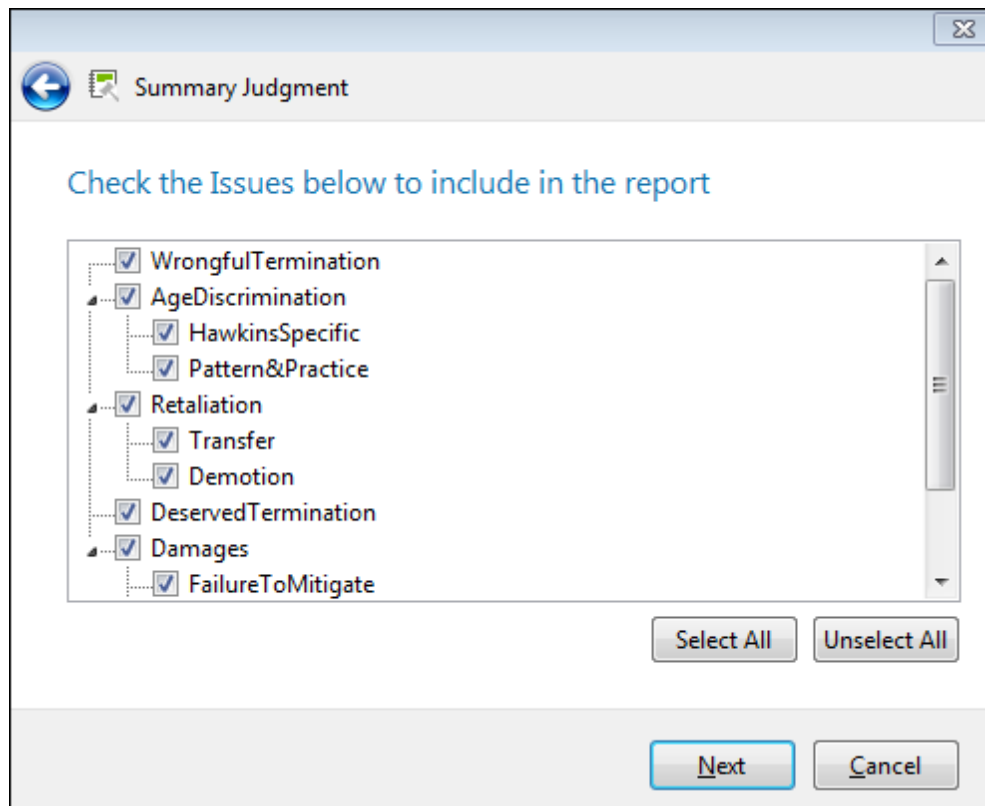 Summary Judgment
Check the Issues below to include in the report
WrongfulTermination
AgeDiscrimination
HawkinsSpecific
Pattern&Practice
Retaliation
Transfer
Demotion
DeservedTermination
Damages
FailureToMitigate
Select All Unselect All
Next Cancel